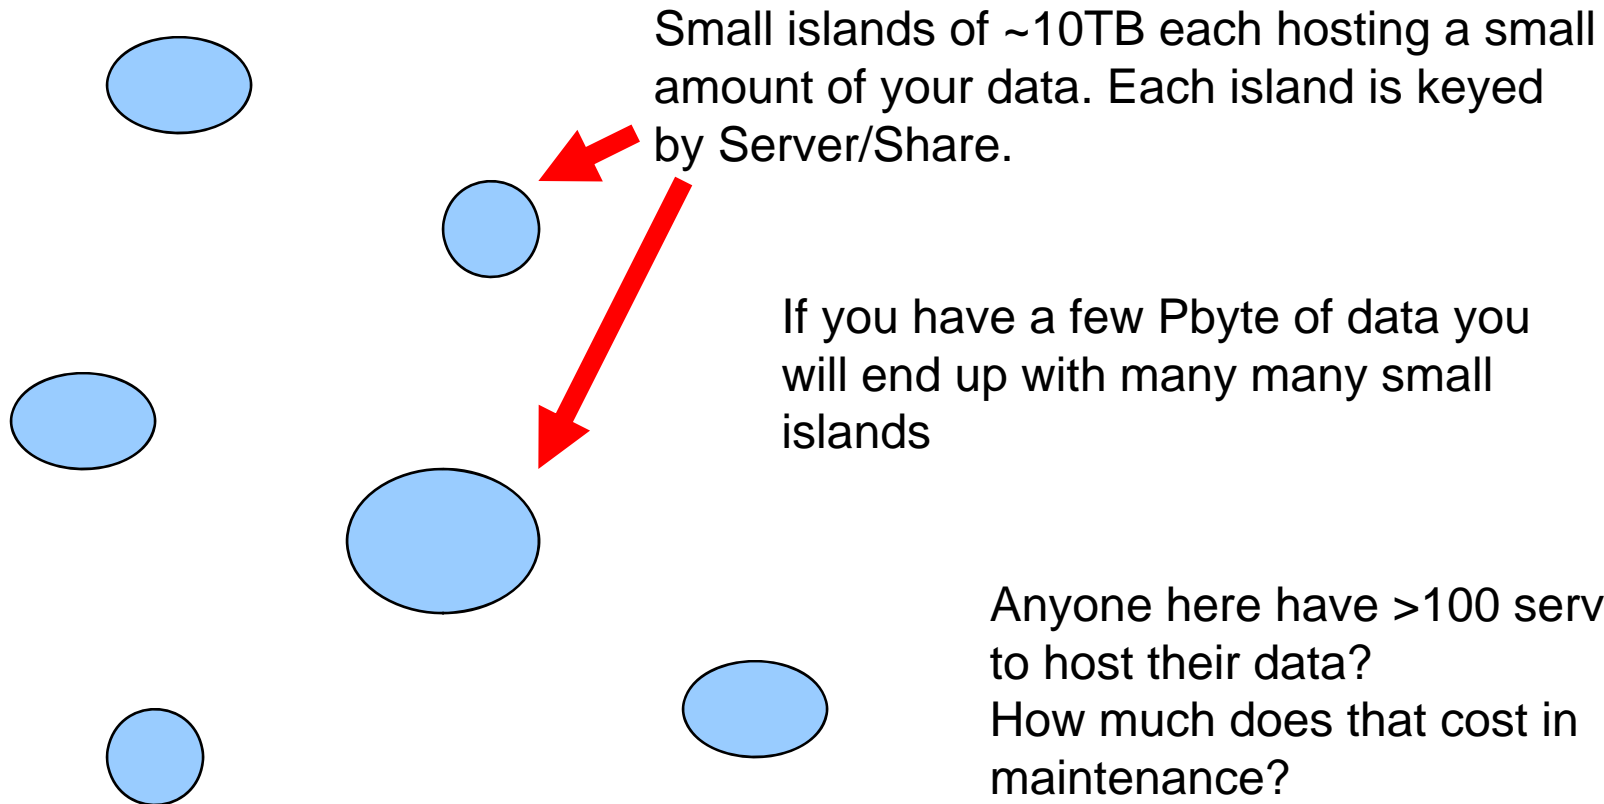 Small islands of ~10TB each hosting a small
amount of your data. Each island is keyed
by Server/Share.
If you have a few Pbyte of data you
will end up with many many small
islands
Anyone here have >100 serv
to host their data?
How much does that cost in
maintenance?